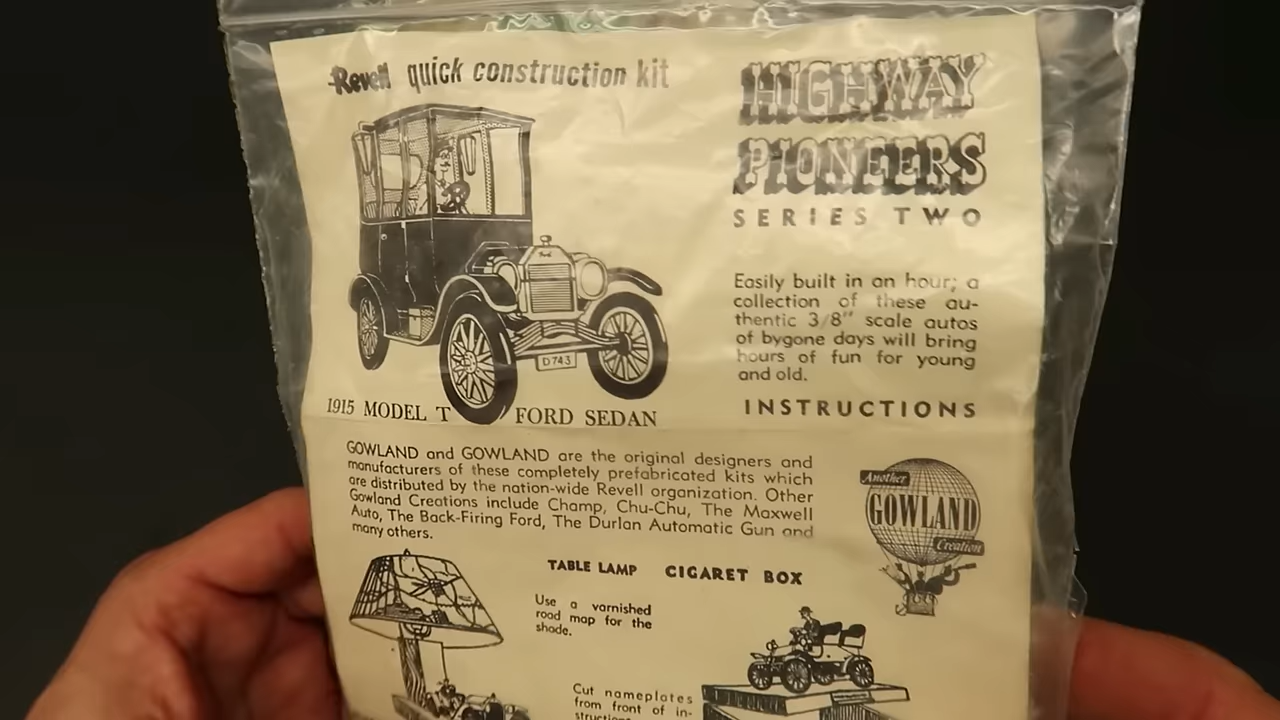 Revell quick construction kit
HIGHWAY
PIONEERS
SERIES TWO
Easily built in an hour; a
collection of these au-
thentic 3/8" scale autos
of bygone days will bring
hours of fun for young
and old.
INSTRUCTIONS
D743
1915 MODEL T FORD SEDAN
GOWLAND and GOWLAND are the original designers and
manufacturers of these completely prefabricated kits which
are distributed by the nation-wide Revell organization. Other
Gowland Creations include Champ, Chu-Chu, The Maxwell
Auto, The Back-Firing Ford, The Durlan Automatic Gun and
many others.
Another
GOWLAND
Creation
TABLE LAMP CIGARET BOX
Use a varnished
road map for the
shade.
Cut nameplates
from front of in-